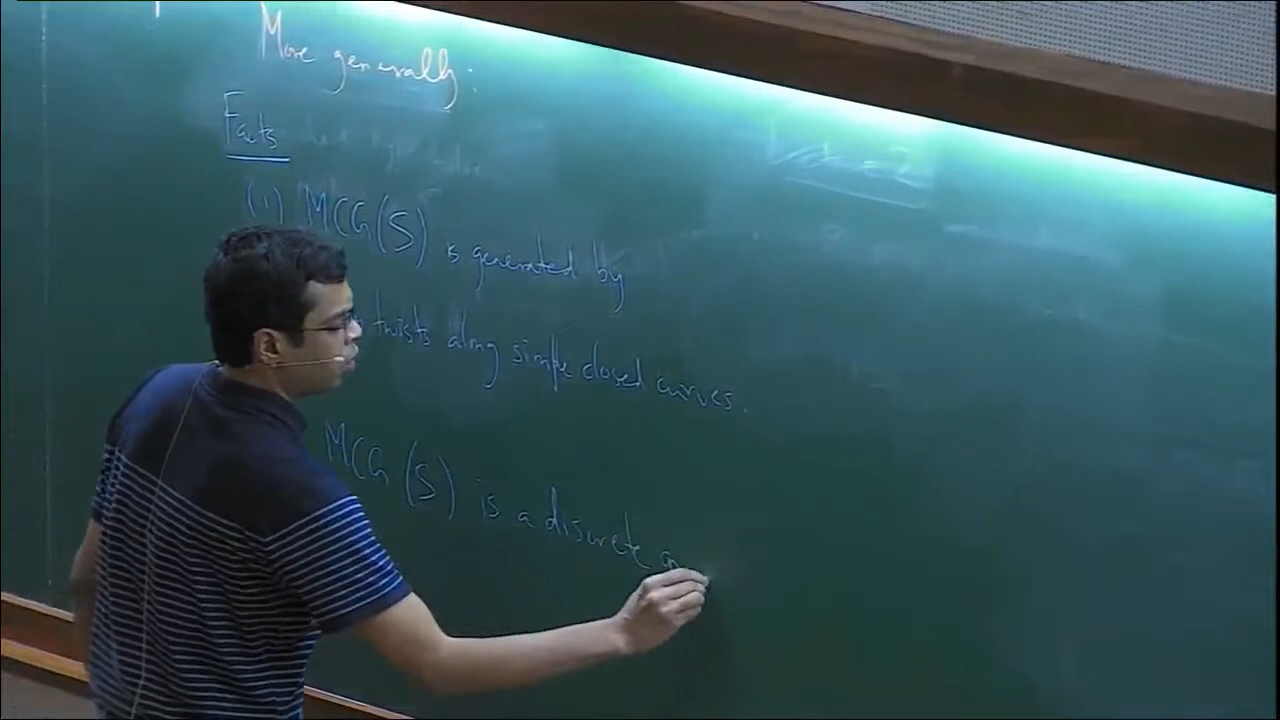 More generally:
Facts
(1) MCG(S) is generated by
twists along simple closed curves.
MCG(S) is a discrete